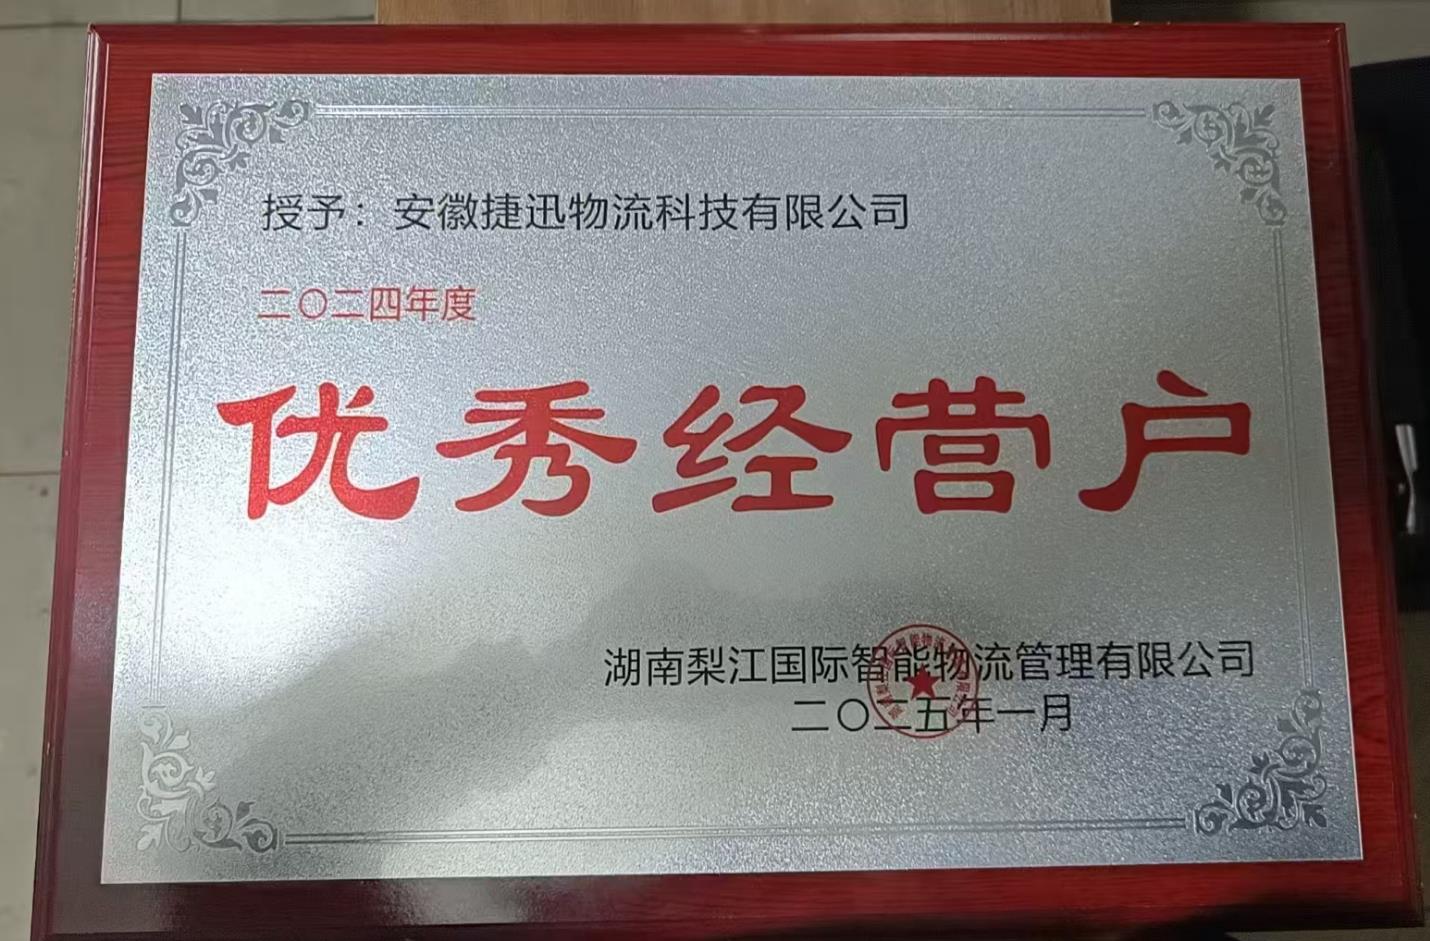 授予：安徽捷迅物流科技有限公司
二〇二四年度
优秀经营户
湖南梨江国际智能物流管理有限公司
二〇二五年一月